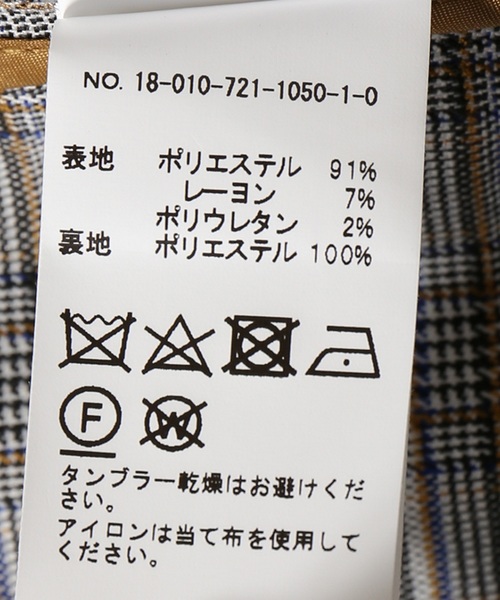 NO. 18-010-721-1050-1-0
表地 ポリエステル 91%
レーヨン 7%
ポリウレタン 2%
裏地 ポリエステル 100%
F W
タンブラー乾燥はお避けくだ
さい。
アイロンは当て布を使用して
ください。